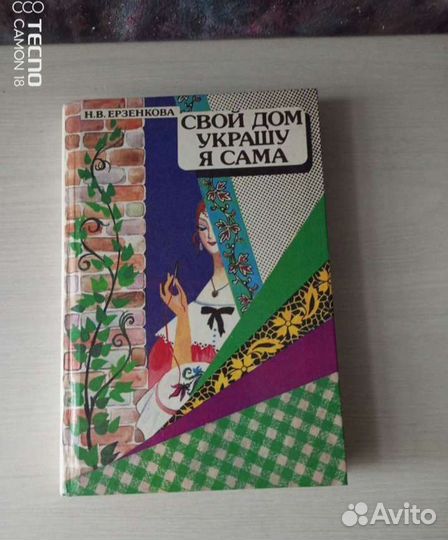 TECNO
CAMON 18
Н.В. ЕРЗЕНКОВА
СВОЙ ДОМ
УКРАШУ
Я САМА
Avito